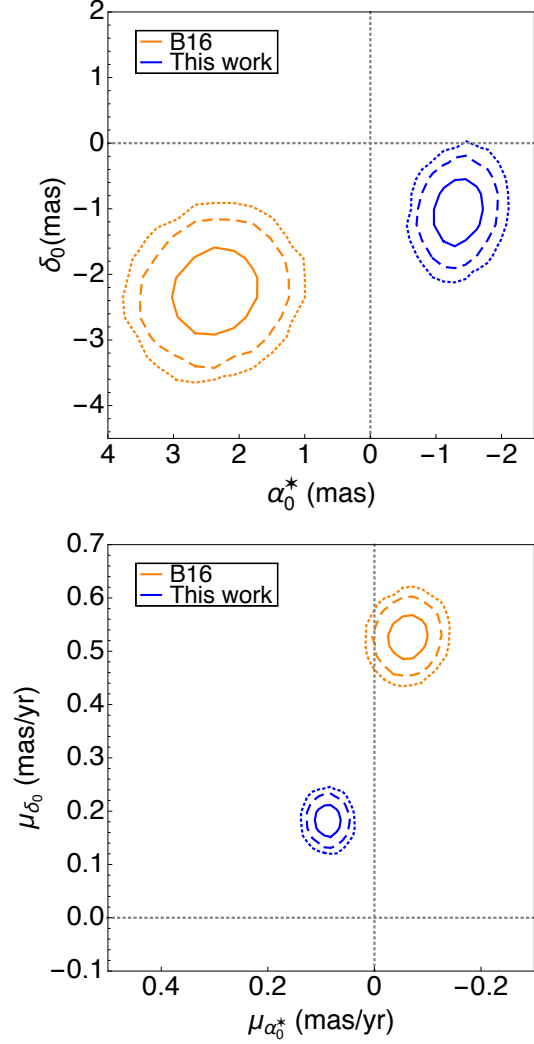 B16
This work
2
1
0
−1
−2
−3
−4
δ₀(mas)
4 3 2 1 0 −1 −2
α₀* (mas)
B16
This work
0.7
0.6
0.5
0.4
0.3
0.2
0.1
0.0
−0.1
μδ₀ (mas/yr)
0.4 0.2 0 -0.2
μα₀* (mas/yr)